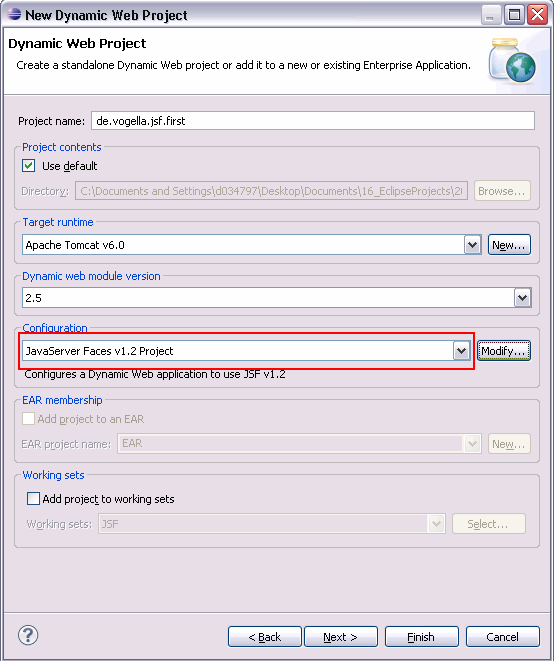 New Dynamic Web Project
Dynamic Web Project
Create a standalone Dynamic Web project or add it to a new or existing Enterprise Application.
Project name: de.vogella.jsf.first
Project contents
Use default
Directory: C:\Documents and Settings\d034797\Desktop\Documents\16_EclipseProjects\20 Browse...
Target runtime
Apache Tomcat v6.0 New...
Dynamic web module version
2.5
Configuration
JavaServer Faces v1.2 Project Modify...
Configures a Dynamic Web application to use JSF v1.2
EAR membership
Add project to an EAR
EAR project name: EAR New...
Working sets
Add project to working sets
Working sets: JSF Select...
? < Back Next > Finish Cancel